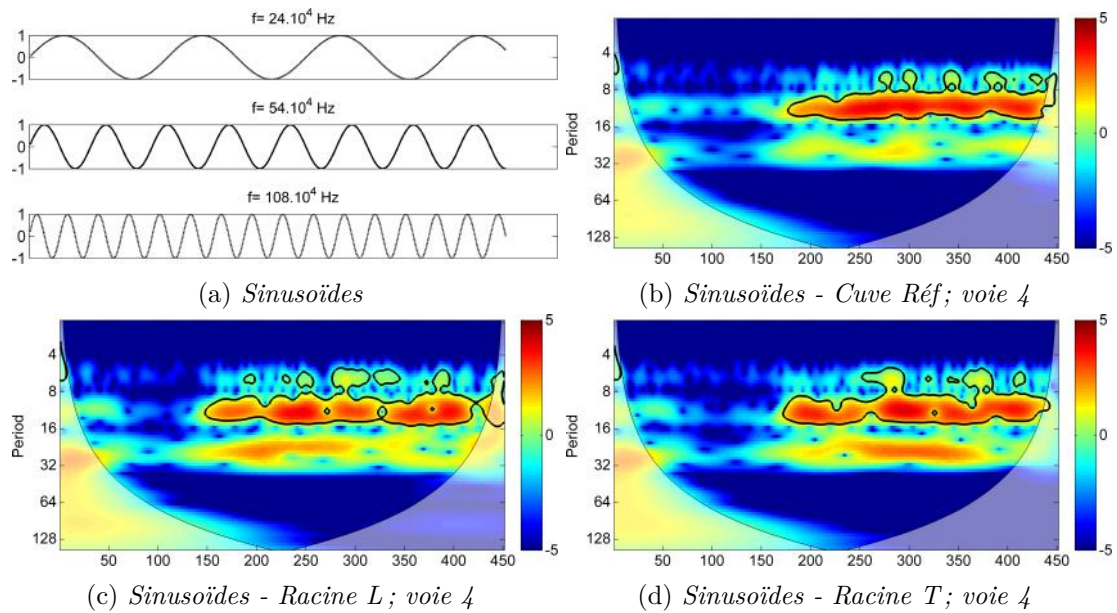 f= 24.10⁴ Hz
1
0
-1
f= 54.10⁴ Hz
1
0
-1
f= 108.10⁴ Hz
1
0
-1
(a) Sinusoïdes
Period
4
8
16
32
64
128
50 100 150 200 250 300 350 400 450
5
0
-5
(b) Sinusoïdes - Cuve Réf; voie 4
Period
4
8
16
32
64
128
50 100 150 200 250 300 350 400 450
5
0
-5
(c) Sinusoïdes - Racine L; voie 4
Period
4
8
16
32
64
128
50 100 150 200 250 300 350 400 450
5
0
-5
(d) Sinusoïdes - Racine T; voie 4